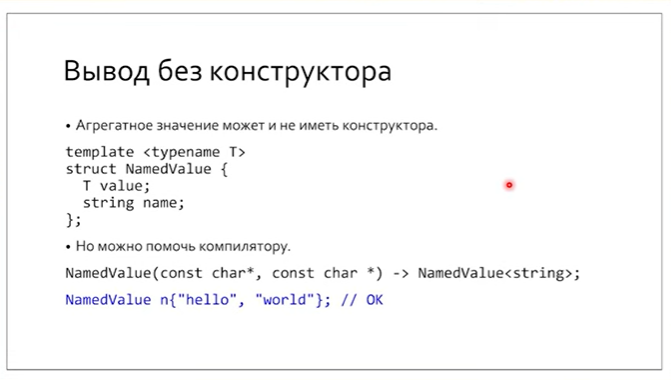 Вывод без конструктора
• Агрегатное значение может и не иметь конструктора.
template <typename T>
struct NamedValue {
  T value;
  string name;
};
• Но можно помочь компилятору.
NamedValue(const char*, const char *) -> NamedValue<string>;
NamedValue n{"hello", "world"}; // OK